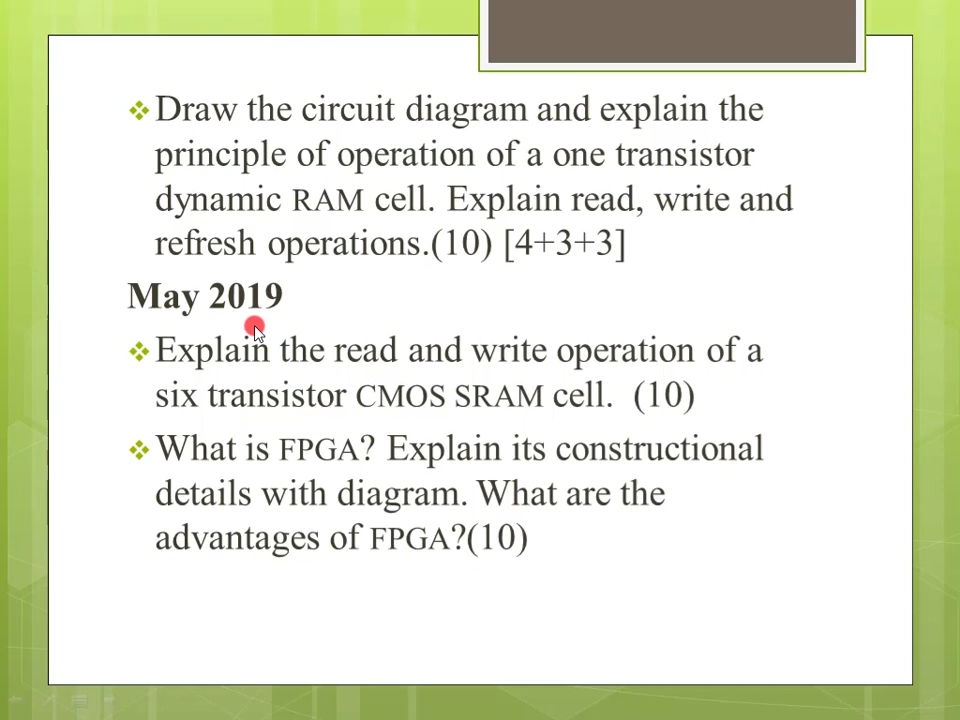 Draw the circuit diagram and explain the
principle of operation of a one transistor
dynamic RAM cell. Explain read, write and
refresh operations.(10) [4+3+3]
May 2019
Explain the read and write operation of a
six transistor CMOS SRAM cell. (10)
What is FPGA? Explain its constructional
details with diagram. What are the
advantages of FPGA?(10)